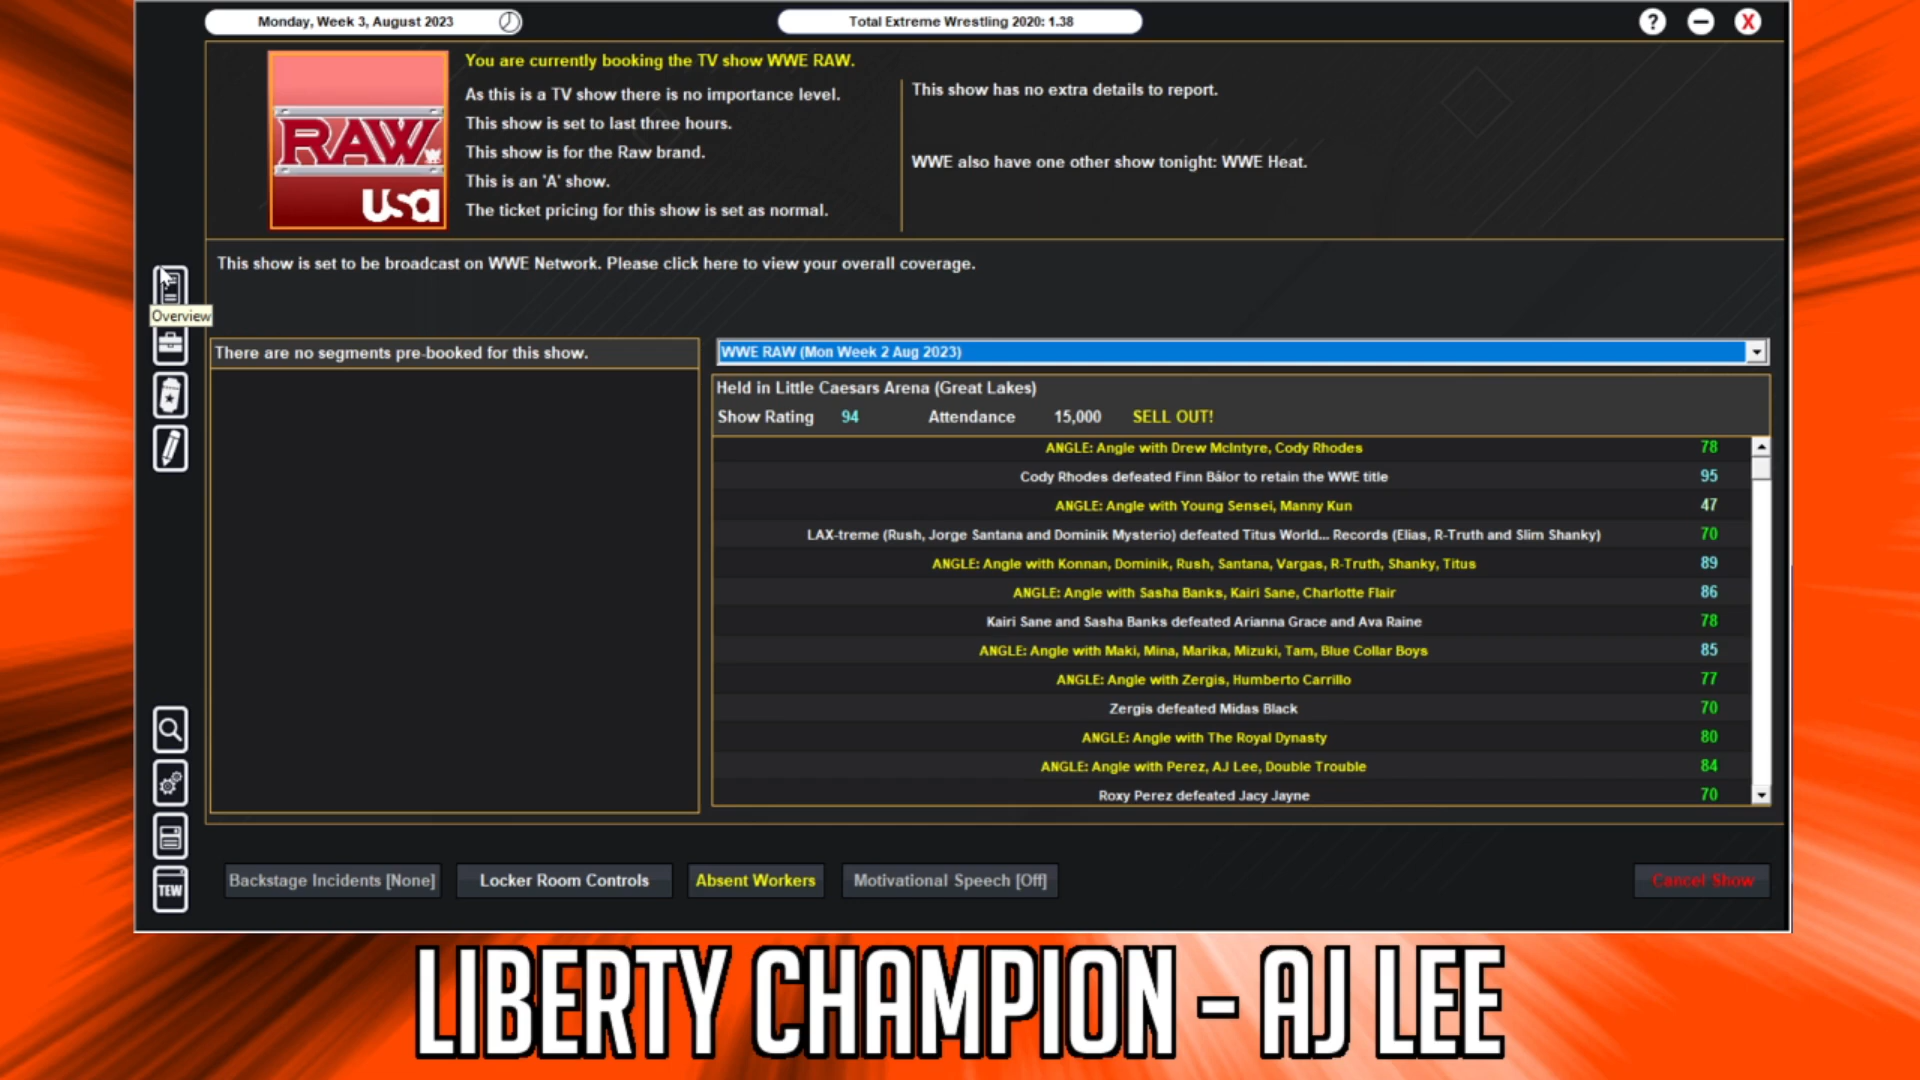 Monday, Week 3, August 2023
Total Extreme Wrestling 2020: 1.38
?
X
RAW
usa
You are currently booking the TV show WWE RAW.
As this is a TV show there is no importance level.
This show is set to last three hours.
This show is for the Raw brand.
This is an 'A' show.
The ticket pricing for this show is set as normal.
This show has no extra details to report.
WWE also have one other show tonight: WWE Heat.
This show is set to be broadcast on WWE Network. Please click here to view your overall coverage.
Overview
There are no segments pre-booked for this show.
WWE RAW (Mon Week 2 Aug 2023)
Held in Little Caesars Arena (Great Lakes)
Show Rating 94 Attendance 15,000 SELL OUT!
ANGLE: Angle with Drew McIntyre, Cody Rhodes 78
Cody Rhodes defeated Finn Bálor to retain the WWE title 95
ANGLE: Angle with Young Sensei, Manny Kun 47
LAX-treme (Rush, Jorge Santana and Dominik Mysterio) defeated Titus World... Records (Elias, R-Truth and Slim Shanky) 70
ANGLE: Angle with Konnan, Dominik, Rush, Santana, Vargas, R-Truth, Shanky, Titus 89
ANGLE: Angle with Sasha Banks, Kairi Sane, Charlotte Flair 86
Kairi Sane and Sasha Banks defeated Arianna Grace and Ava Raine 78
ANGLE: Angle with Maki, Mina, Marika, Mizuki, Tam, Blue Collar Boys 85
ANGLE: Angle with Zergis, Humberto Carrillo 77
Zergis defeated Midas Black 70
ANGLE: Angle with The Royal Dynasty 80
ANGLE: Angle with Perez, AJ Lee, Double Trouble 84
Roxy Perez defeated Jacy Jayne 70
TEW
Backstage Incidents [None]
Locker Room Controls
Absent Workers
Motivational Speech [Off]
Cancel Show
LIBERTY CHAMPION - AJ LEE